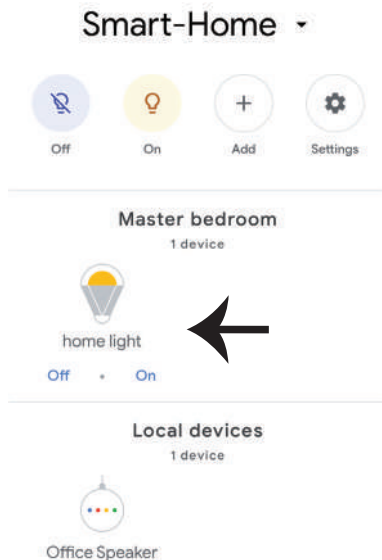 Smart-Home
Off On Add Settings
Master bedroom
1 device
home light
Off • On
Local devices
1 device
Office Speaker